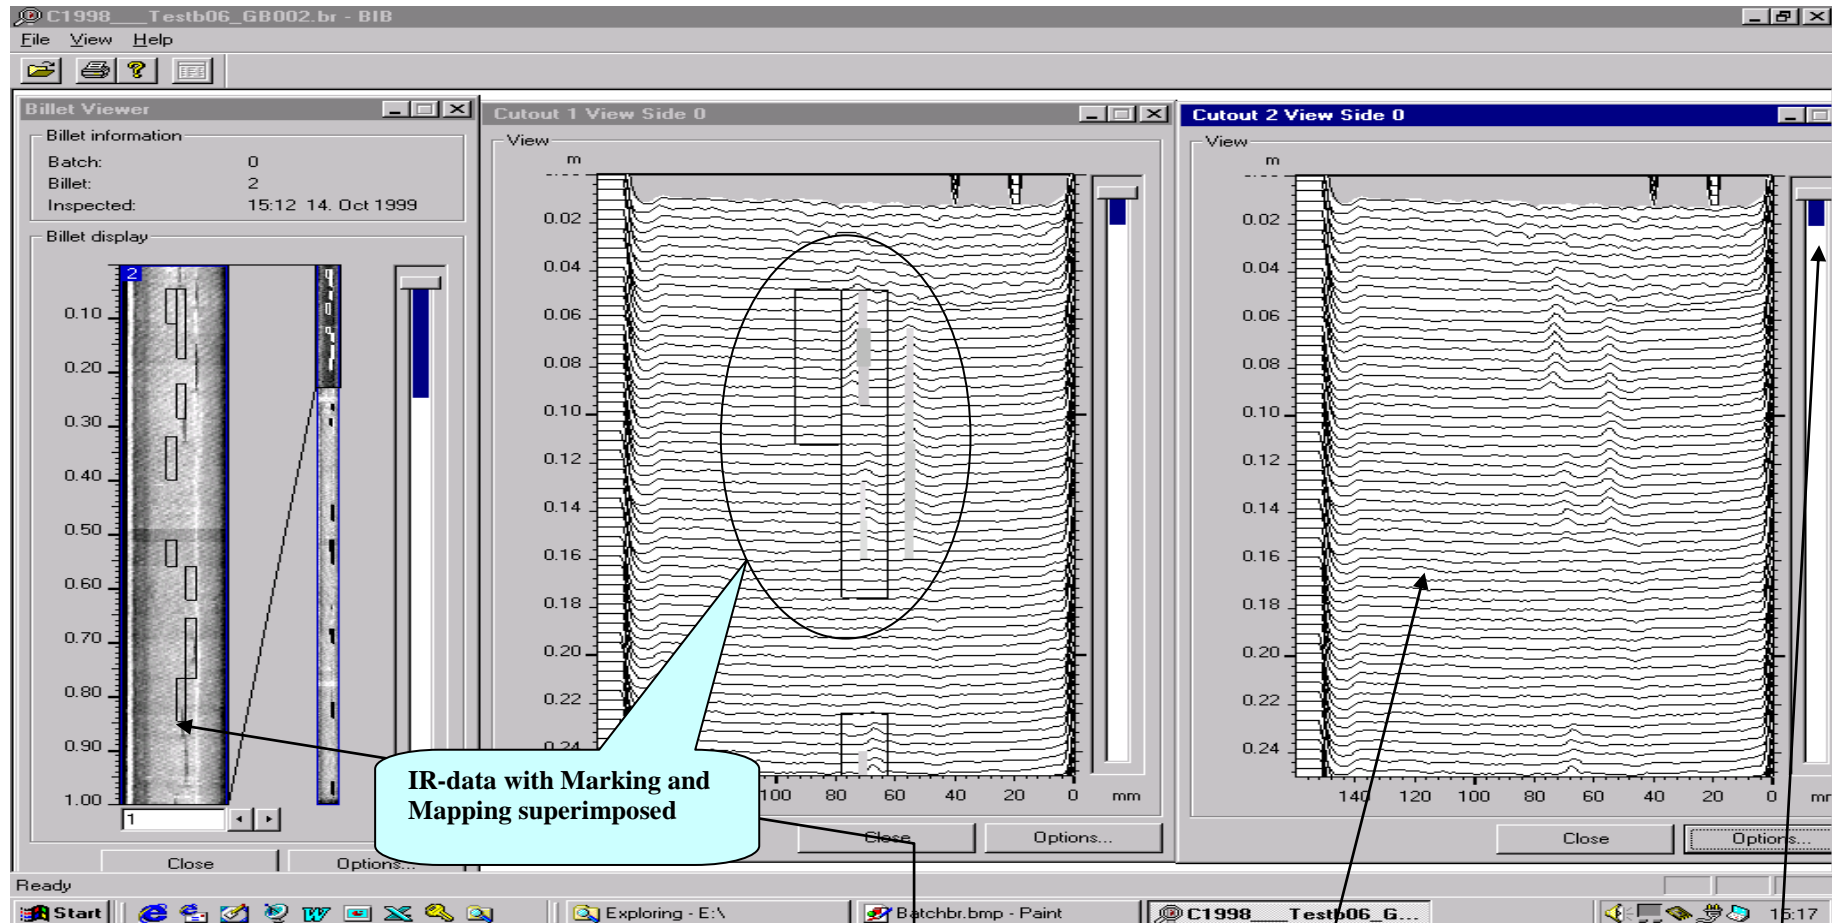 C1998___Testb06_GB002.br - BIB
File View Help
Billet Viewer
Billet information
Batch: 0
Billet: 2
Inspected: 15:12 14. Oct 1999
Billet display
2
0.10
0.20
0.30
0.40
0.50
0.60
0.70
0.80
0.90
1.00
1
Close Options...
Cutout 1 View Side 0
View
m
0.02
0.04
0.06
0.08
0.10
0.12
0.14
0.16
0.18
0.20
0.22
0.24
100 80 60 40 20 0 mm
Close Options...
IR-data with Marking and
Mapping superimposed
Cutout 2 View Side 0
View
m
0.02
0.04
0.06
0.08
0.10
0.12
0.14
0.16
0.18
0.20
0.22
0.24
140 120 100 80 60 40 20 0 mr
Close Options...
Ready
Start Exploring - E:\ Batchbr.bmp - Paint C1998___Testb06_G... 15:17